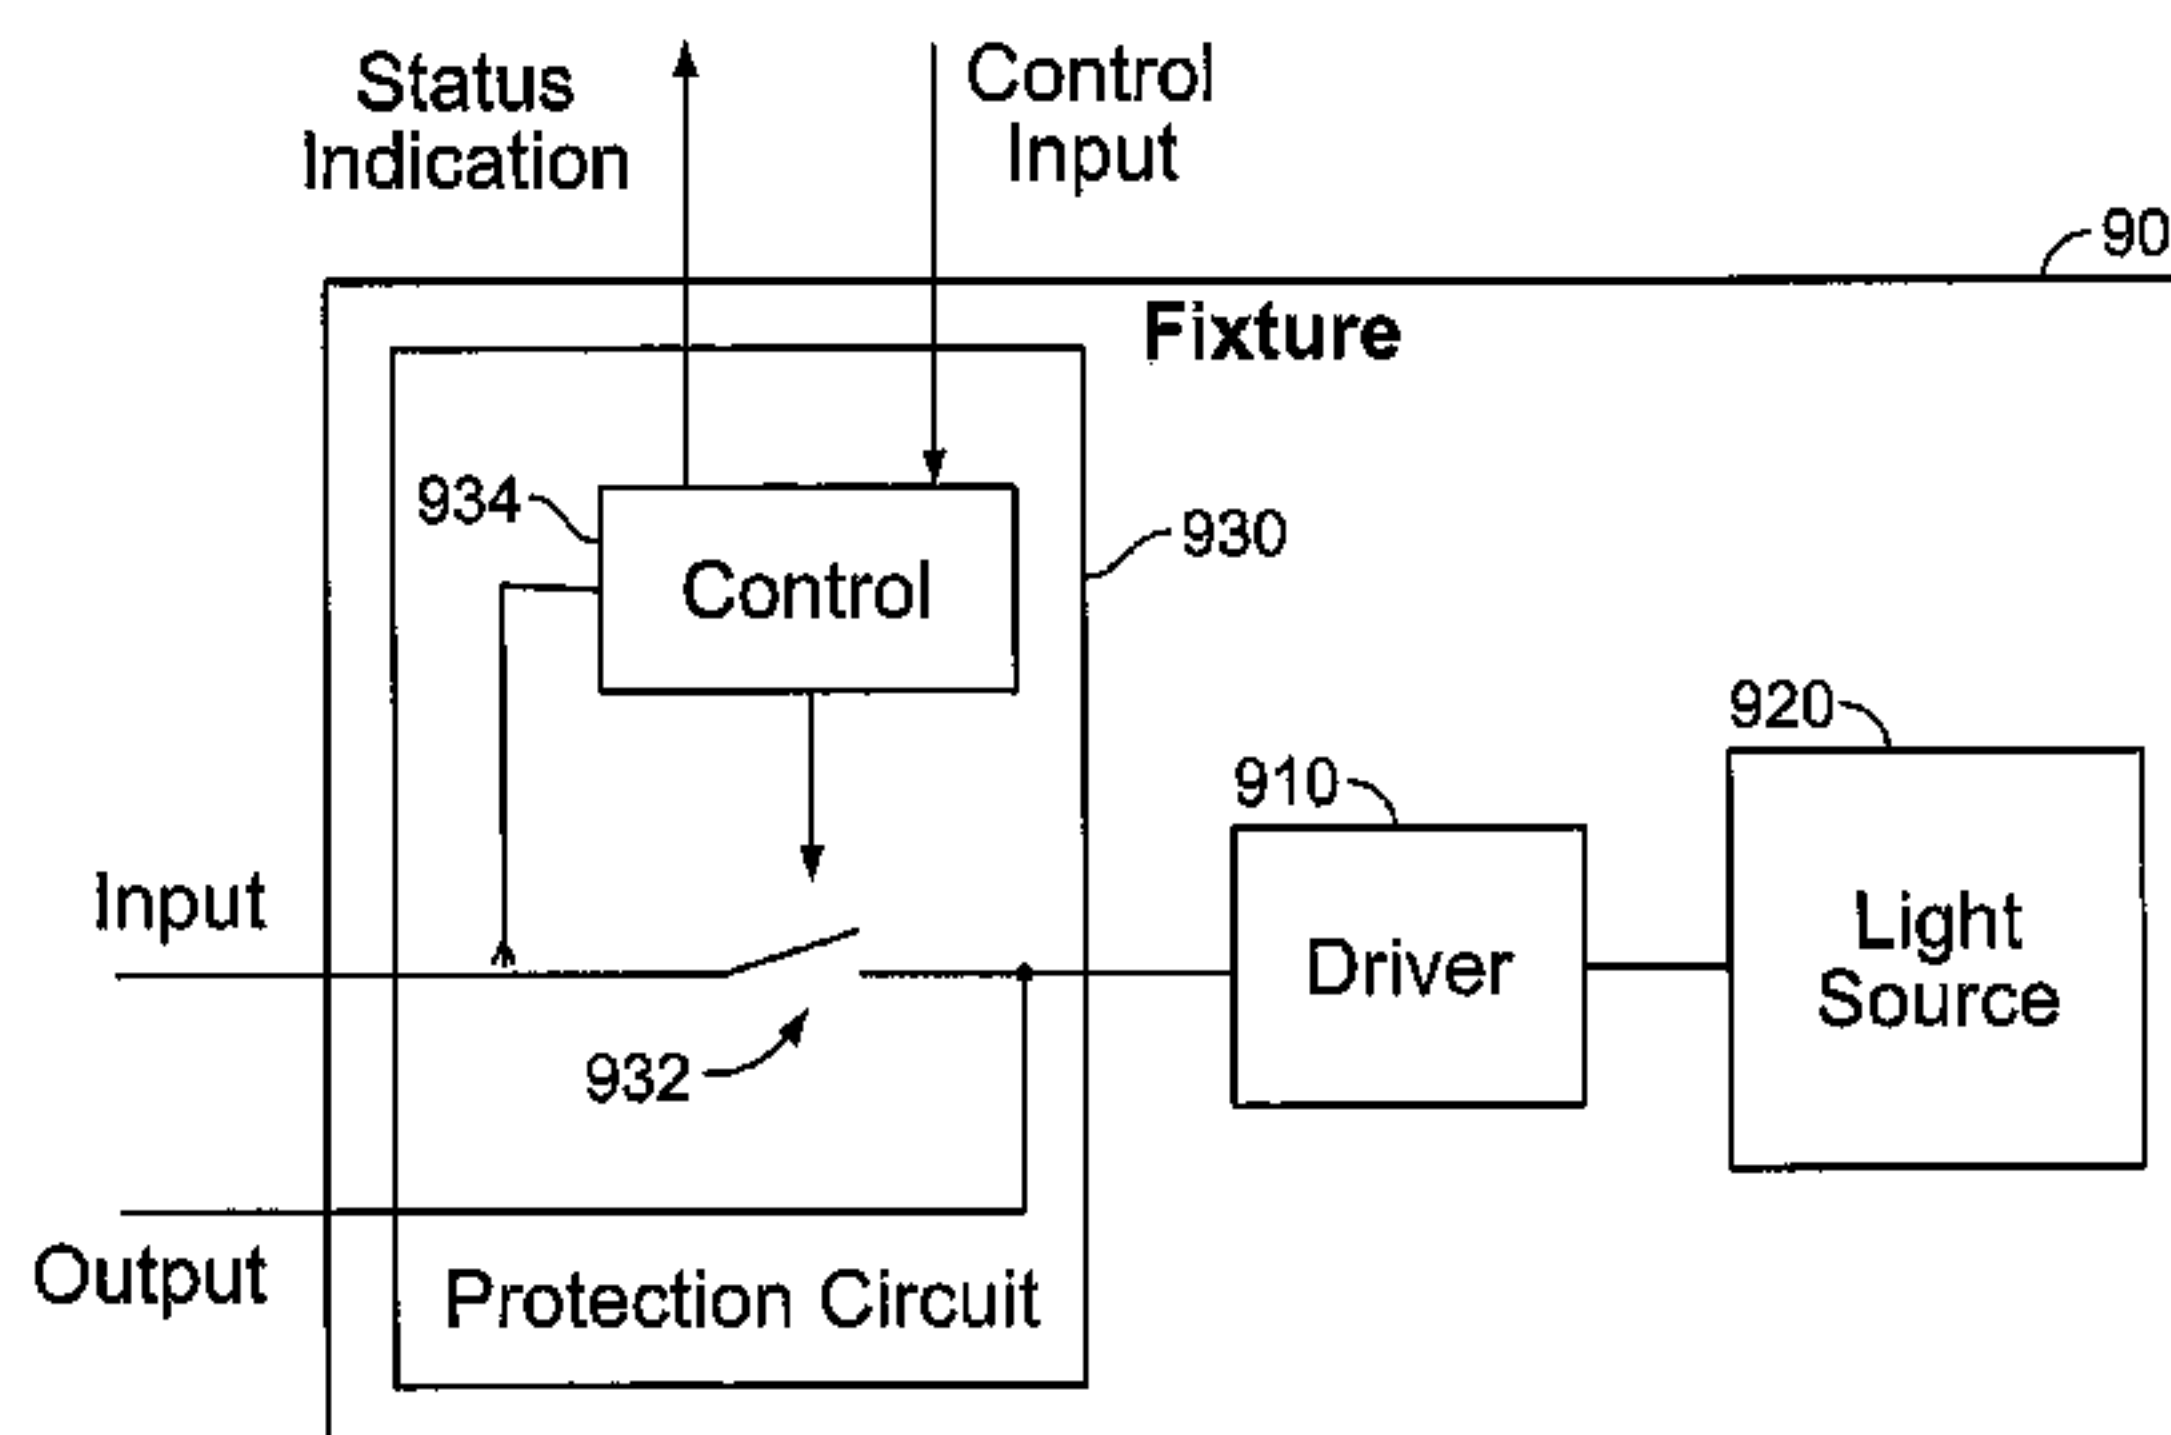 Status
Indication
Control
Input
90
Fixture
934
930
Control
920
910
Input
Driver
Light
Source
932
Output
Protection Circuit